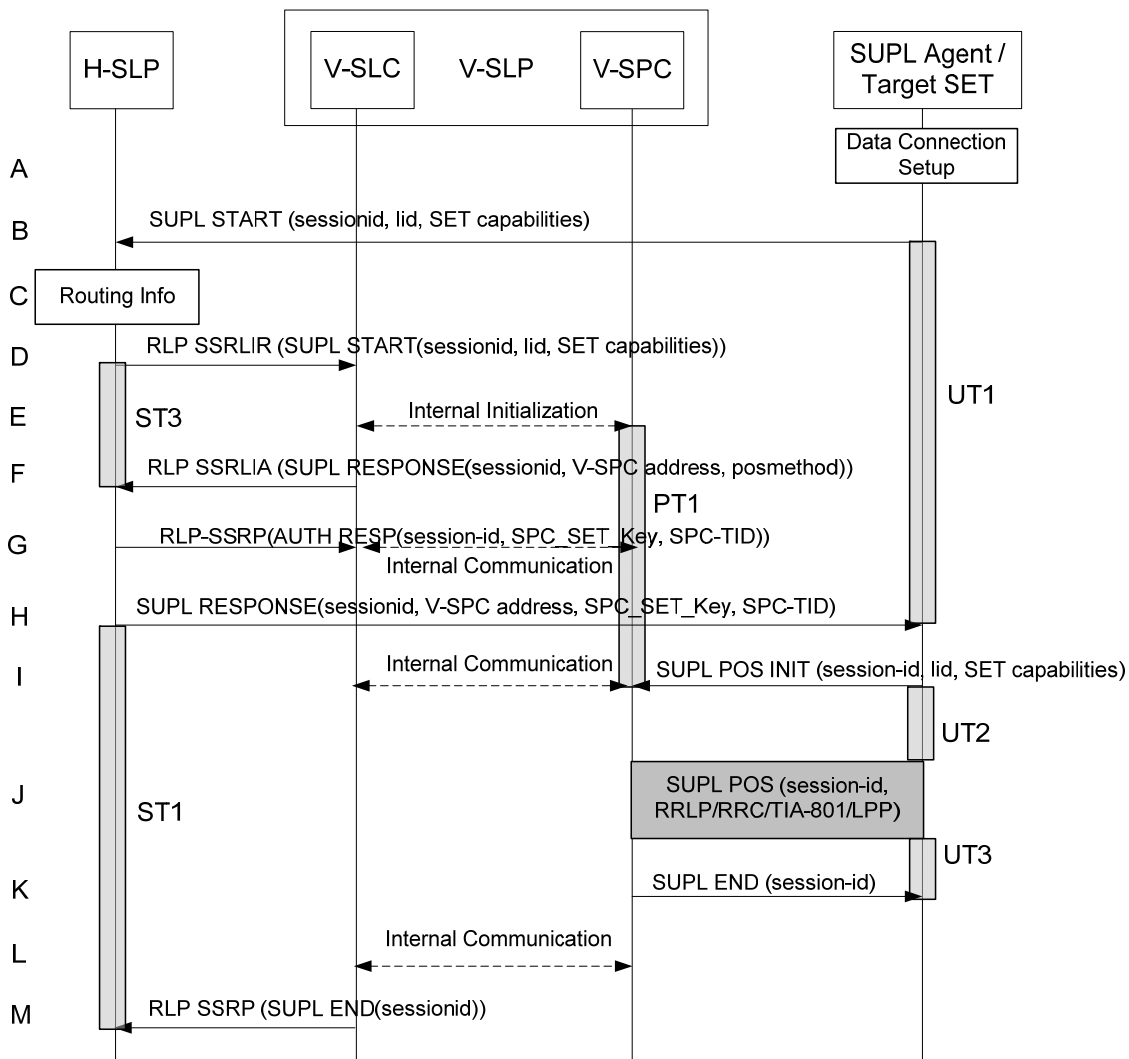 H-SLP
V-SLC
V-SLP
V-SPC
SUPL Agent /
Target SET
A
Data Connection
Setup
B
SUPL START (sessionid, lid, SET capabilities)
C
Routing Info
D
RLP SSRLIR (SUPL START(sessionid, lid, SET capabilities))
E
ST3
Internal Initialization
UT1
F
RLP SSRLIA (SUPL RESPONSE(sessionid, V-SPC address, posmethod))
PT1
G
RLP-SSRP(AUTH RESP(session-id, SPC_SET_Key, SPC-TID))
Internal Communication
H
SUPL RESPONSE(sessionid, V-SPC address, SPC_SET_Key, SPC-TID)
I
Internal Communication
SUPL POS INIT (session-id, lid, SET capabilities)
UT2
J
ST1
SUPL POS (session-id,
RRLP/RRC/TIA-801/LPP)
UT3
K
SUPL END (session-id)
L
Internal Communication
M
RLP SSRP (SUPL END(sessionid))